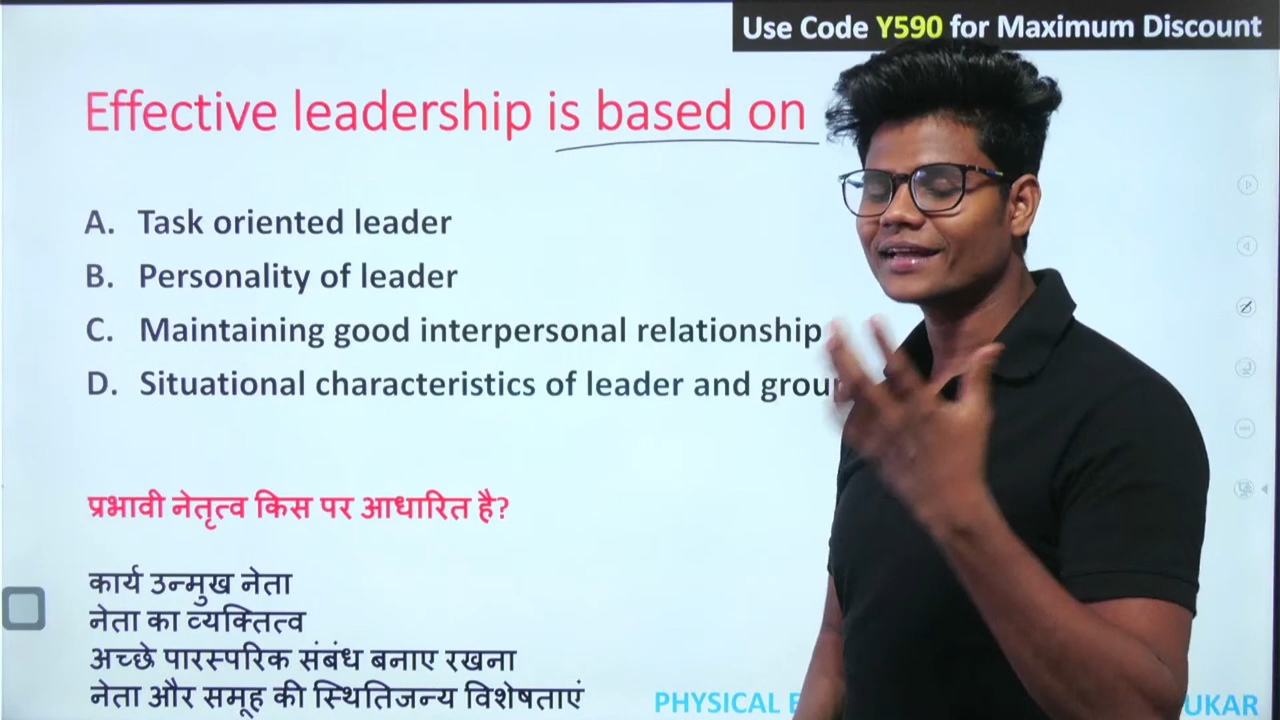 Use Code Y590 for Maximum Discount
Effective leadership is based on
A. Task oriented leader
B. Personality of leader
C. Maintaining good interpersonal relationship
D. Situational characteristics of leader and
प्रभावी नेतृत्व किस पर आधारित है?
कार्य उन्मुख नेता
नेता का व्यक्तित्व
अच्छे पारस्परिक संबंध बनाए रखना
नेता और समूह की स्थितिजन्य विशेषताएं
PHYSICAL